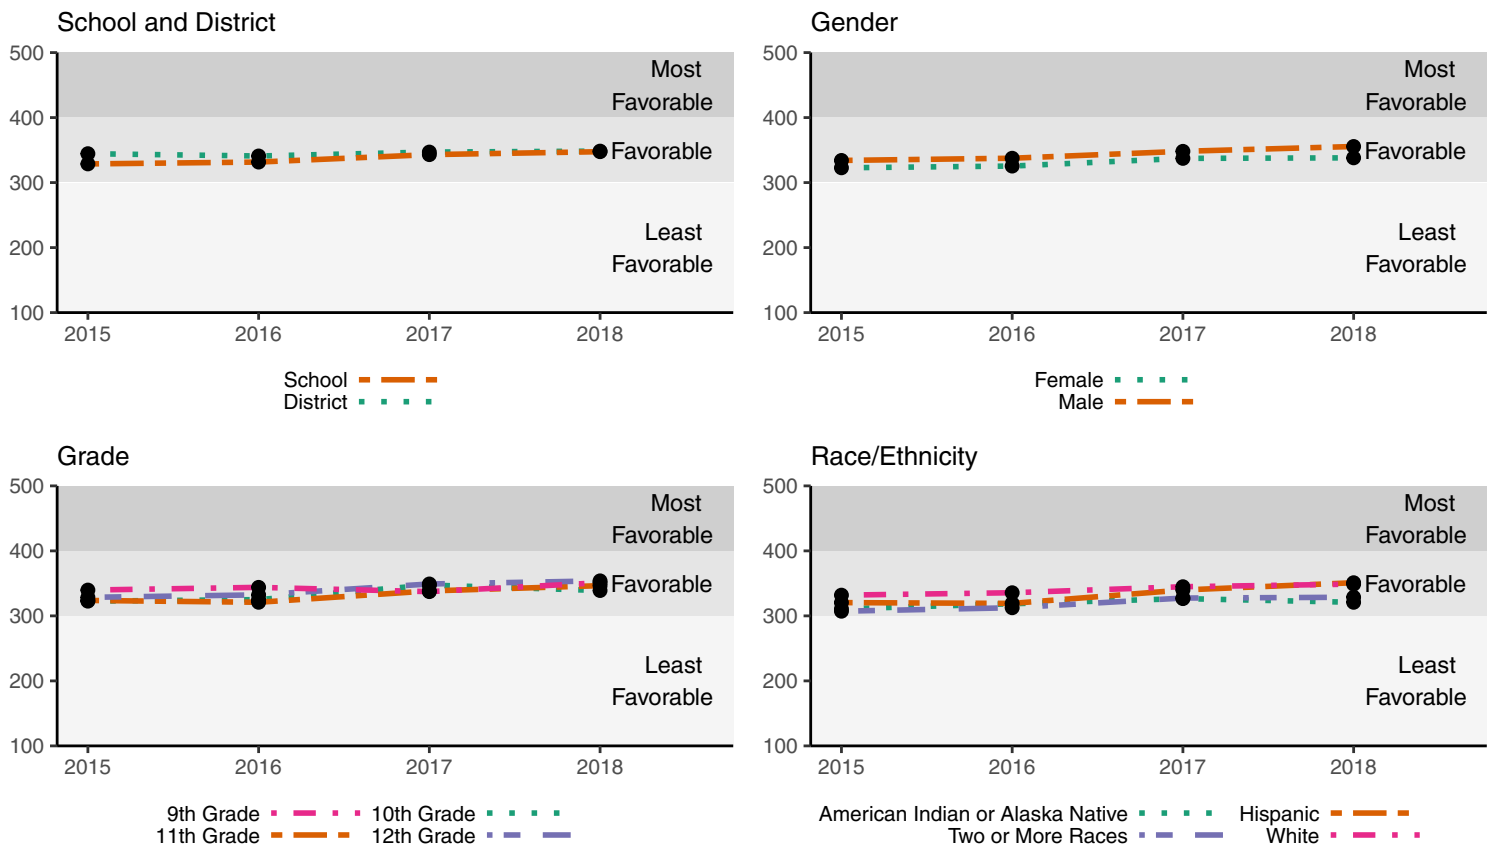 School and District
500
400
300
200
100
Most
Favorable
Favorable
Least
Favorable
2015 2016 2017 2018
School
District
Gender
500
400
300
200
100
Most
Favorable
Favorable
Least
Favorable
2015 2016 2017 2018
Female
Male
Grade
500
400
300
200
100
Most
Favorable
Favorable
Least
Favorable
2015 2016 2017 2018
9th Grade 10th Grade
11th Grade 12th Grade
Race/Ethnicity
500
400
300
200
100
Most
Favorable
Favorable
Least
Favorable
2015 2016 2017 2018
American Indian or Alaska Native Hispanic
Two or More Races White